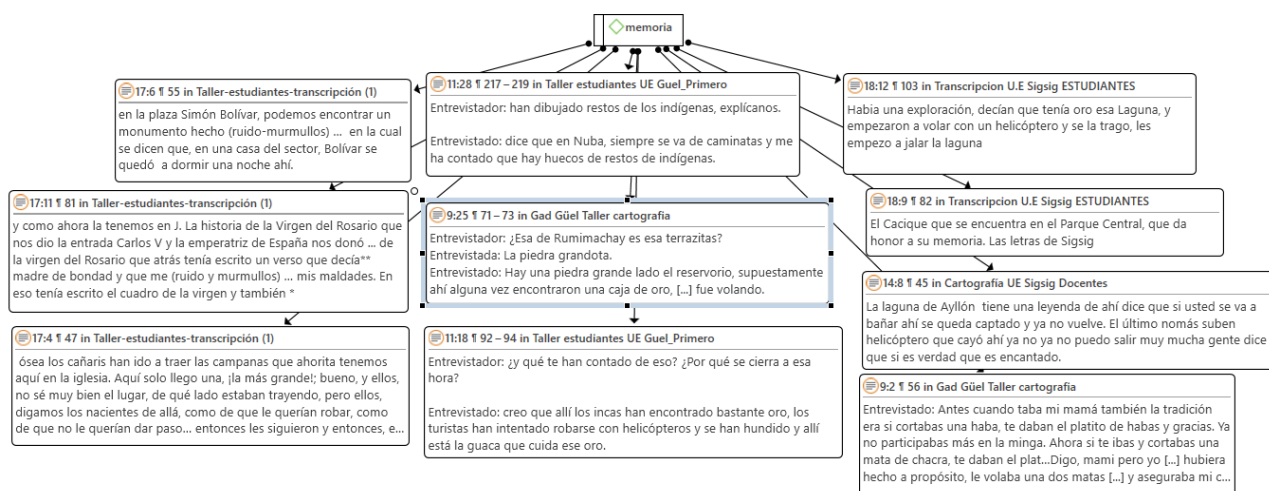 memoria
17:6 ¶ 55 in Taller-estudiantes-transcripción (1)
en la plaza Simón Bolívar, podemos encontrar un
monumento hecho (ruido-murmullos) ... en la cual
se dicen que, en una casa del sector, Bolívar se
quedó a dormir una noche ahí.
11:28 ¶ 217 – 219 in Taller estudiantes UE Guel_Primero
Entrevistador: han dibujado restos de los indígenas, explícanos.
Entrevistado: dice que en Nuba, siempre se va de caminatas y me
ha contado que hay huecos de restos de indígenas.
18:12 ¶ 103 in Transcripcion U.E Sigsig ESTUDIANTES
Habia una exploración, decían que tenía oro esa Laguna, y
empezaron a volar con un helicóptero y se la trago, les
empezo a jalar la laguna
17:11 ¶ 81 in Taller-estudiantes-transcripción (1)
y como ahora la tenemos en J. La historia de la Virgen del Rosario que
nos dio la entrada Carlos V y la emperatriz de España nos donó ... de
la virgen del Rosario que atrás tenía escrito un verso que decía**
madre de bondad y que me (ruido y murmullos) ... mis maldades. En
eso tenía escrito el cuadro de la virgen y también *
9:25 ¶ 71 – 73 in Gad Güel Taller cartografia
Entrevistador: ¿Esa de Rumimachay es esa terrazitas?
Entrevistada: La piedra grandota.
Entrevistado: Hay una piedra grande lado el reservorio, supuestamente
ahí alguna vez encontraron una caja de oro, [...] fue volando.
18:9 ¶ 82 in Transcripcion U.E Sigsig ESTUDIANTES
El Cacique que se encuentra en el Parque Central, que da
honor a su memoria. Las letras de Sigsig
14:8 ¶ 45 in Cartografía UE Sigsig Docentes
La laguna de Ayllón tiene una leyenda de ahí dice que si usted se va a
bañar ahí se queda captado y ya no vuelve. El último nomás suben
helicóptero que cayó ahí ya no ya no puedo salir muy mucha gente dice
que si es verdad que es encantado.
17:4 ¶ 47 in Taller-estudiantes-transcripción (1)
ósea los cañaris han ido a traer las campanas que ahorita tenemos
aquí en la iglesia. Aquí solo llego una, ¡la más grande!; bueno, y ellos,
no sé muy bien el lugar, de qué lado estaban trayendo, pero ellos,
digamos los nacientes de allá, como de que le querían robar, como
de que no le querían dar paso... entonces les siguieron y entonces, e...
11:18 ¶ 92 – 94 in Taller estudiantes UE Guel_Primero
Entrevistador: ¿y qué te han contado de eso? ¿Por qué se cierra a esa
hora?
Entrevistado: creo que allí los incas han encontrado bastante oro, los
turistas han intentado robarse con helicópteros y se han hundido y allí
está la guaca que cuida ese oro.
9:2 ¶ 56 in Gad Güel Taller cartografia
Entrevistado: Antes cuando taba mi mamá también la tradición
era si cortabas una haba, te daban el platito de habas y gracias. Ya
no participabas más en la minga. Ahora si te ibas y cortabas una
mata de chacra, te daban el plat...Digo, mami pero yo [...] hubiera
hecho a propósito, le volaba una dos matas [...] y aseguraba mi c...